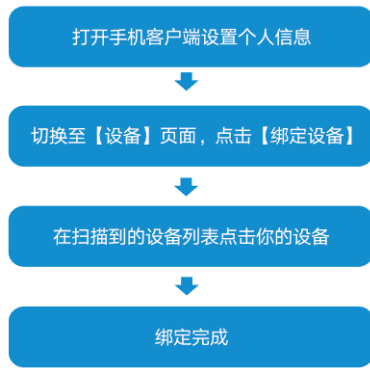 打开手机客户端设置个人信息
切换至【设备】页面，点击【绑定设备】
在扫描到的设备列表点击你的设备
绑定完成